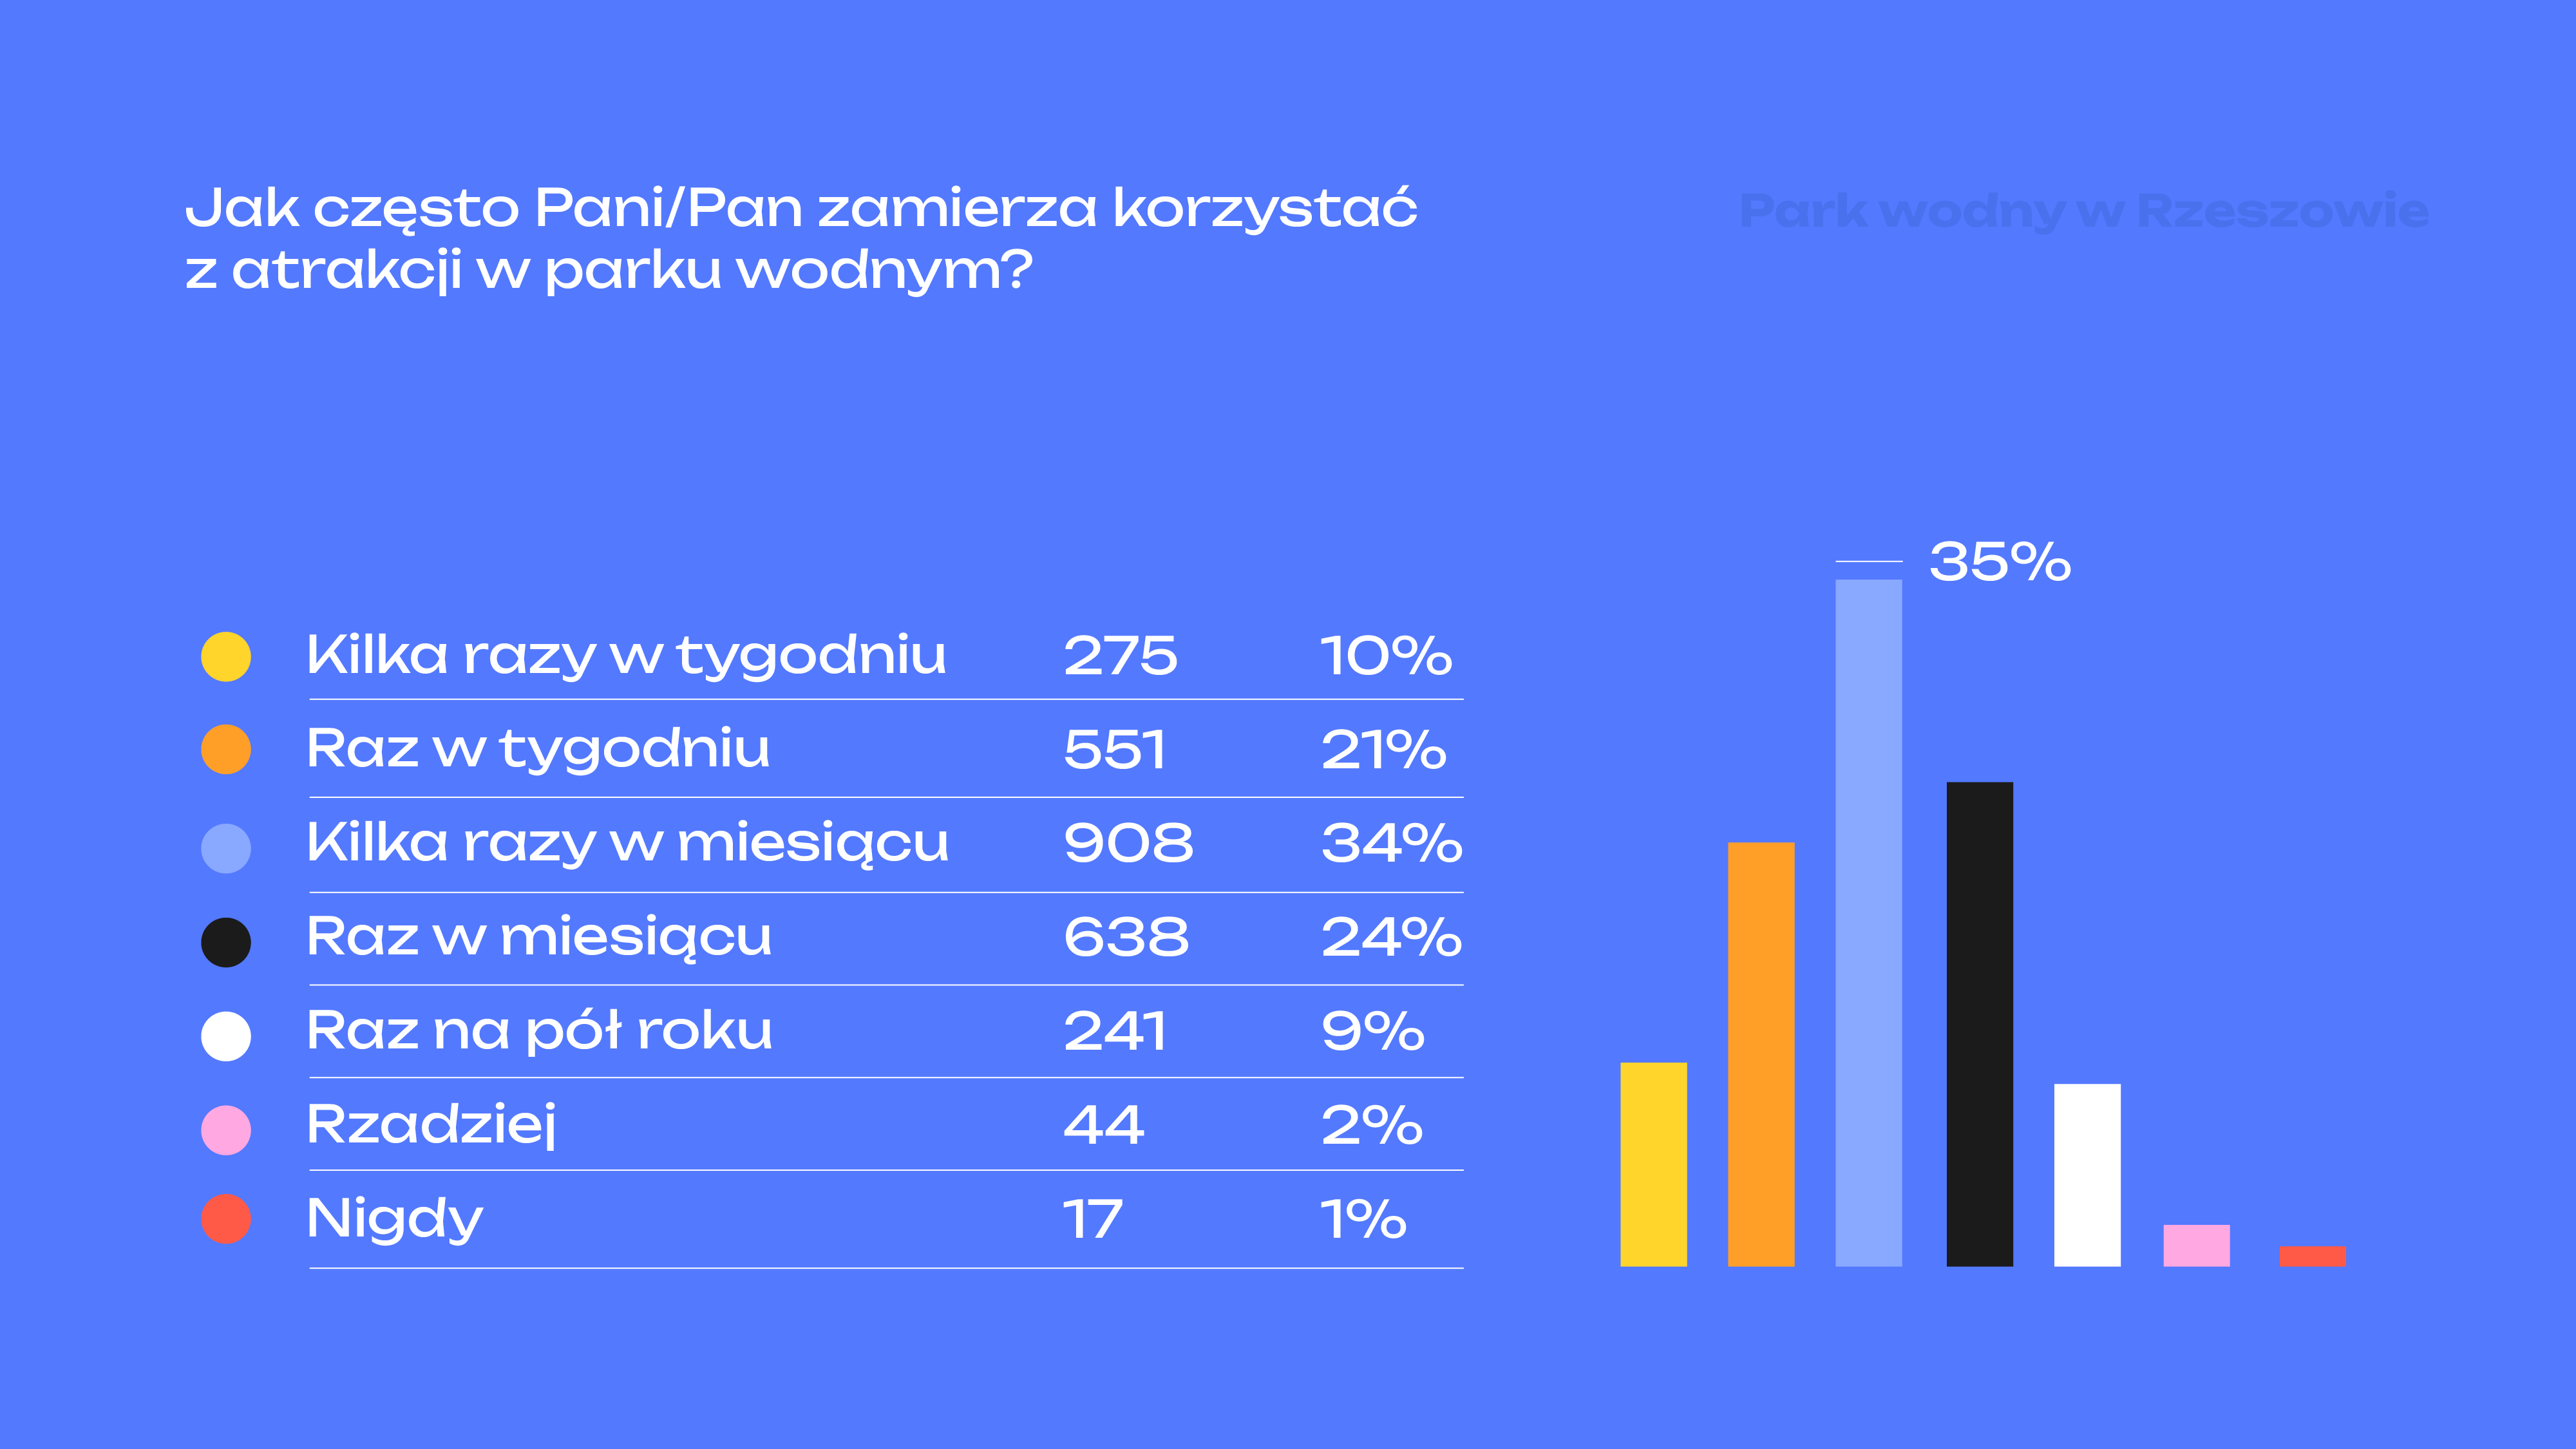 Jak często Pani/Pan zamierza korzystać
z atrakcji w parku wodnym?
Park wodny w Rzeszowie
35%
Kilka razy w tygodniu 275 10%
Raz w tygodniu 551 21%
Kilka razy w miesiącu 908 34%
Raz w miesiącu 638 24%
Raz na pół roku 241 9%
Rzadziej 44 2%
Nigdy 17 1%